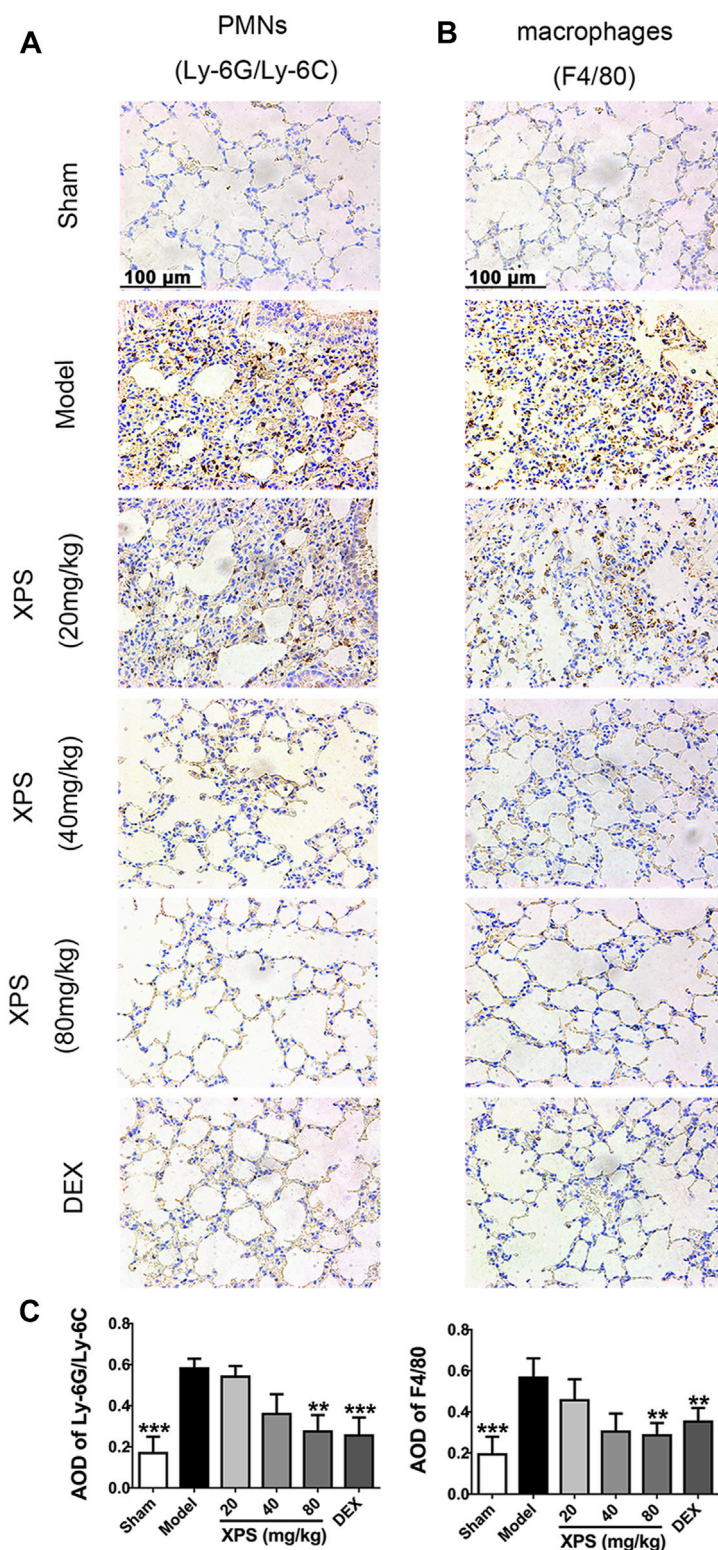 A
PMNs
(Ly-6G/Ly-6C)
B
macrophages
(F4/80)
Sham
100 μm
100 μm
Model
XPS
(20mg/kg)
XPS
(40mg/kg)
XPS
(80mg/kg)
DEX
C
AOD of Ly-6G/Ly-6C
0.8
0.6
0.4
0.2
0.0
***
**
***
Sham
Model
20
40
80
DEX
XPS (mg/kg)
AOD of F4/80
0.8
0.6
0.4
0.2
0.0
***
**
**
Sham
Model
20
40
80
DEX
XPS (mg/kg)